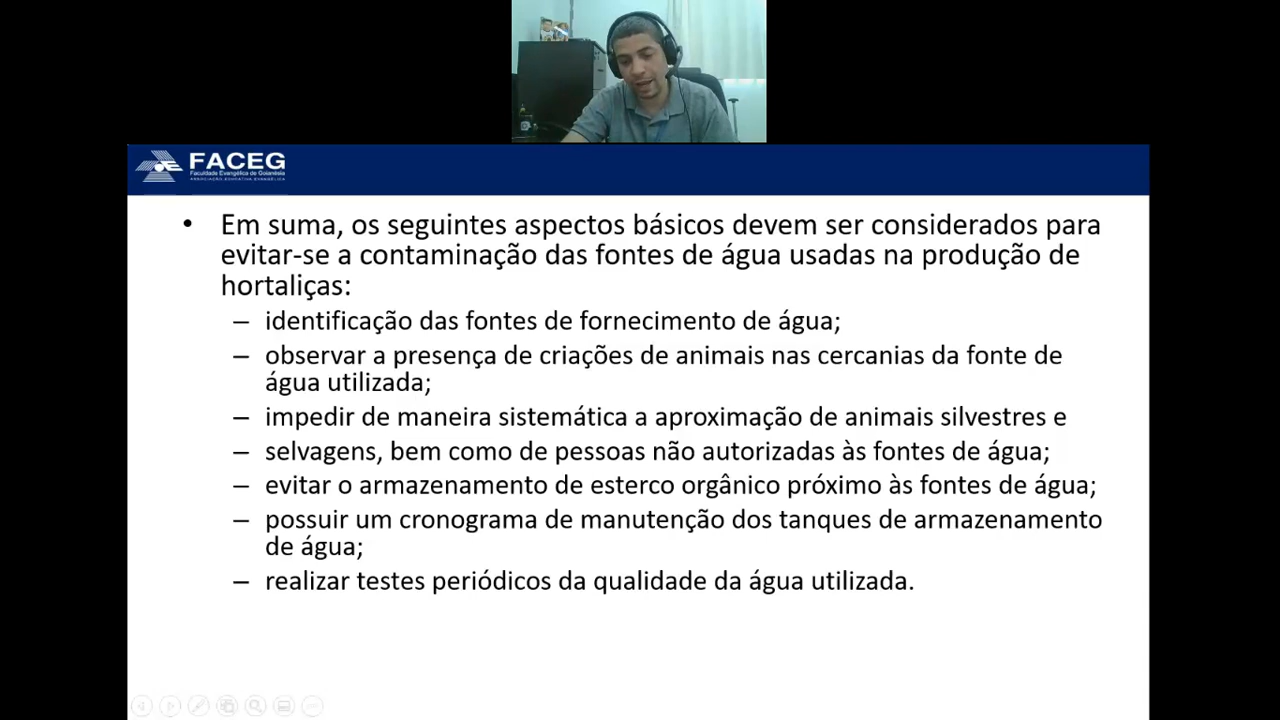 FACEG
Faculdade Evangélica de Goianésia
ASSOCIAÇÃO EDUCATIVA EVANGÉLICA
• Em suma, os seguintes aspectos básicos devem ser considerados para
evitar-se a contaminação das fontes de água usadas na produção de
hortaliças:
– identificação das fontes de fornecimento de água;
– observar a presença de criações de animais nas cercanias da fonte de
água utilizada;
– impedir de maneira sistemática a aproximação de animais silvestres e
– selvagens, bem como de pessoas não autorizadas às fontes de água;
– evitar o armazenamento de esterco orgânico próximo às fontes de água;
– possuir um cronograma de manutenção dos tanques de armazenamento
de água;
– realizar testes periódicos da qualidade da água utilizada.